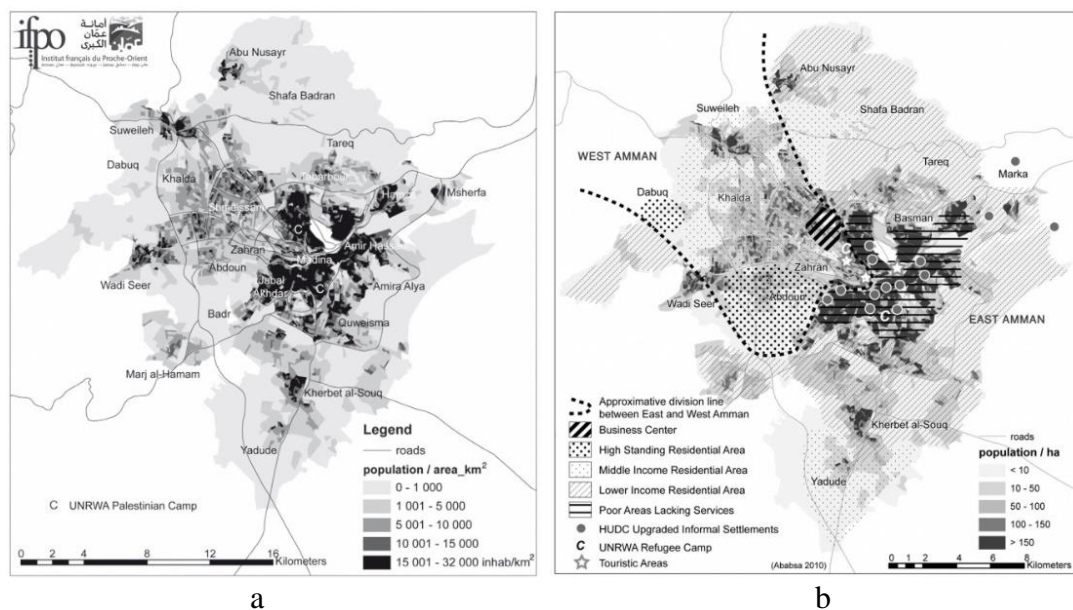 ifpo
أمانة
عمّان
الكبرى
Institut français du Proche-Orient
Abu Nusayr
Shafa Badran
Suweileh
Tareq
Dabuq
Khalda
Tabarbour
Msherfa
Zahran
Amir Hassan
C
Madina
Abdoun
Jabal
Akhdar
C
Amira Alya
Wadi Seer
Badr
Quweisma
Marj al-Hamam
Kherbet al-Souq
Yadude
Legend
roads
population / area_km²
0 - 1 000
1 001 - 5 000
5 001 - 10 000
10 001 - 15 000
15 001 - 32 000 inhab/km²
C UNRWA Palestinian Camp
0 2 4 8 12 16
Kilometers
a
Abu Nusayr
Shafa Badran
Suweileh
WEST AMMAN
Tareq
Marka
Dabuq
Khalda
Basman
Zahran
Wadi Seer
Abdoun
EAST AMMAN
Kherbet al-Souq
Yadude
Approximative division line
between East and West Amman
Business Center
High Standing Residential Area
Middle Income Residential Area
Lower Income Residential Area
Poor Areas Lacking Services
HUDC Upgraded Informal Settlements
C UNRWA Refugee Camp
Touristic Areas
(Ababsa 2010)
roads
population / ha
< 10
10 - 50
50 - 100
100 - 150
> 150
0 1 2 4 6 8
Kilometers
b